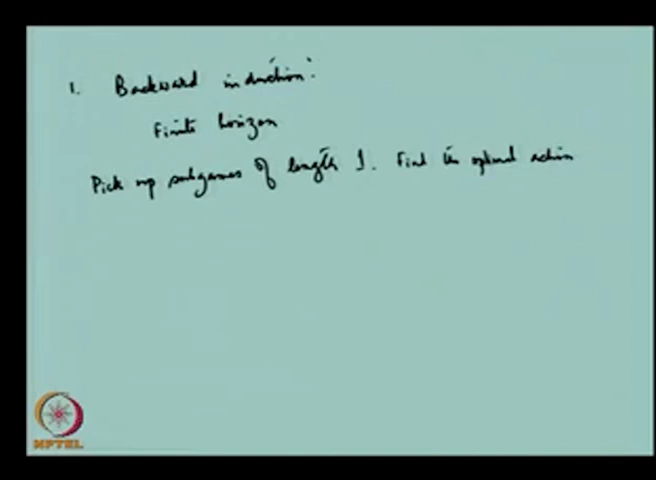 1. Backward induction:
Finite horizon
Pick up subgames of length 1. Find the optimal action
NPTEL